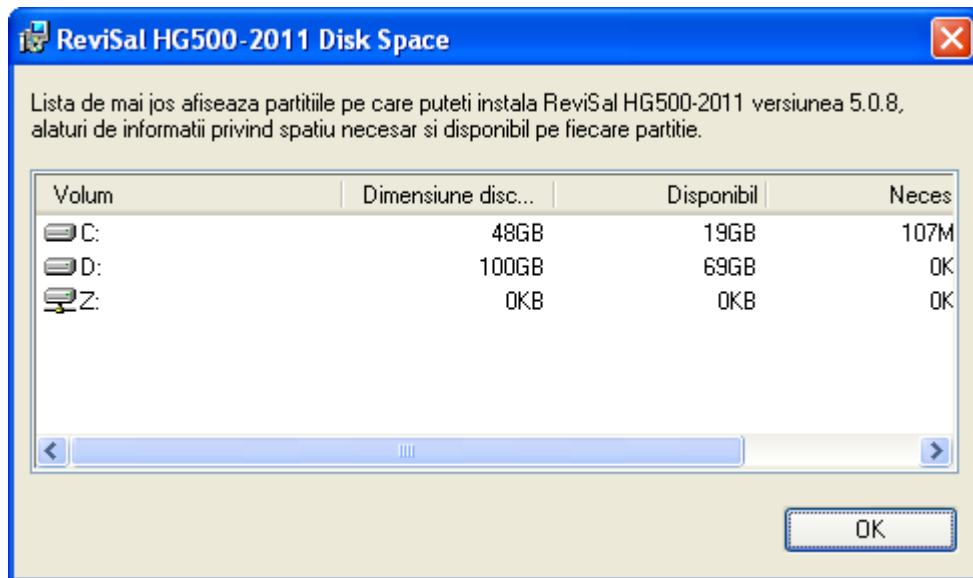 ReviSal HG500-2011 Disk Space
Lista de mai jos afiseaza partitiile pe care puteti instala ReviSal HG500-2011 versiunea 5.0.8,
alaturi de informatii privind spatiu necesar si disponibil pe fiecare partitie.
Volum Dimensiune disc... Disponibil Neces
C: 48GB 19GB 107M
D: 100GB 69GB 0K
Z: 0KB 0KB 0K
OK